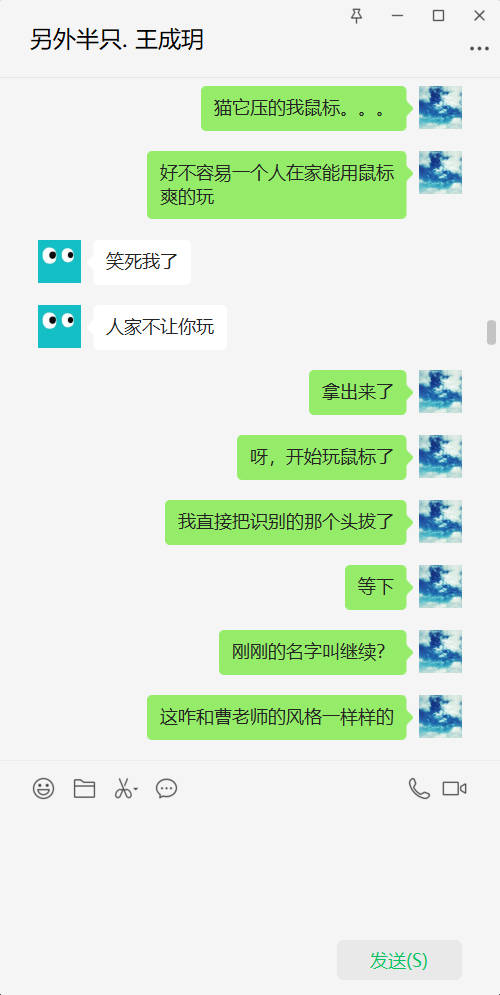 另外半只. 王成玥
猫它压的我鼠标。。。
好不容易一个人在家能用鼠标
爽的玩
笑死我了
人家不让你玩
拿出来了
呀，开始玩鼠标了
我直接把识别的那个头拔了
等下
刚刚的名字叫继续？
这咋和曹老师的风格一样样的
发送(S)